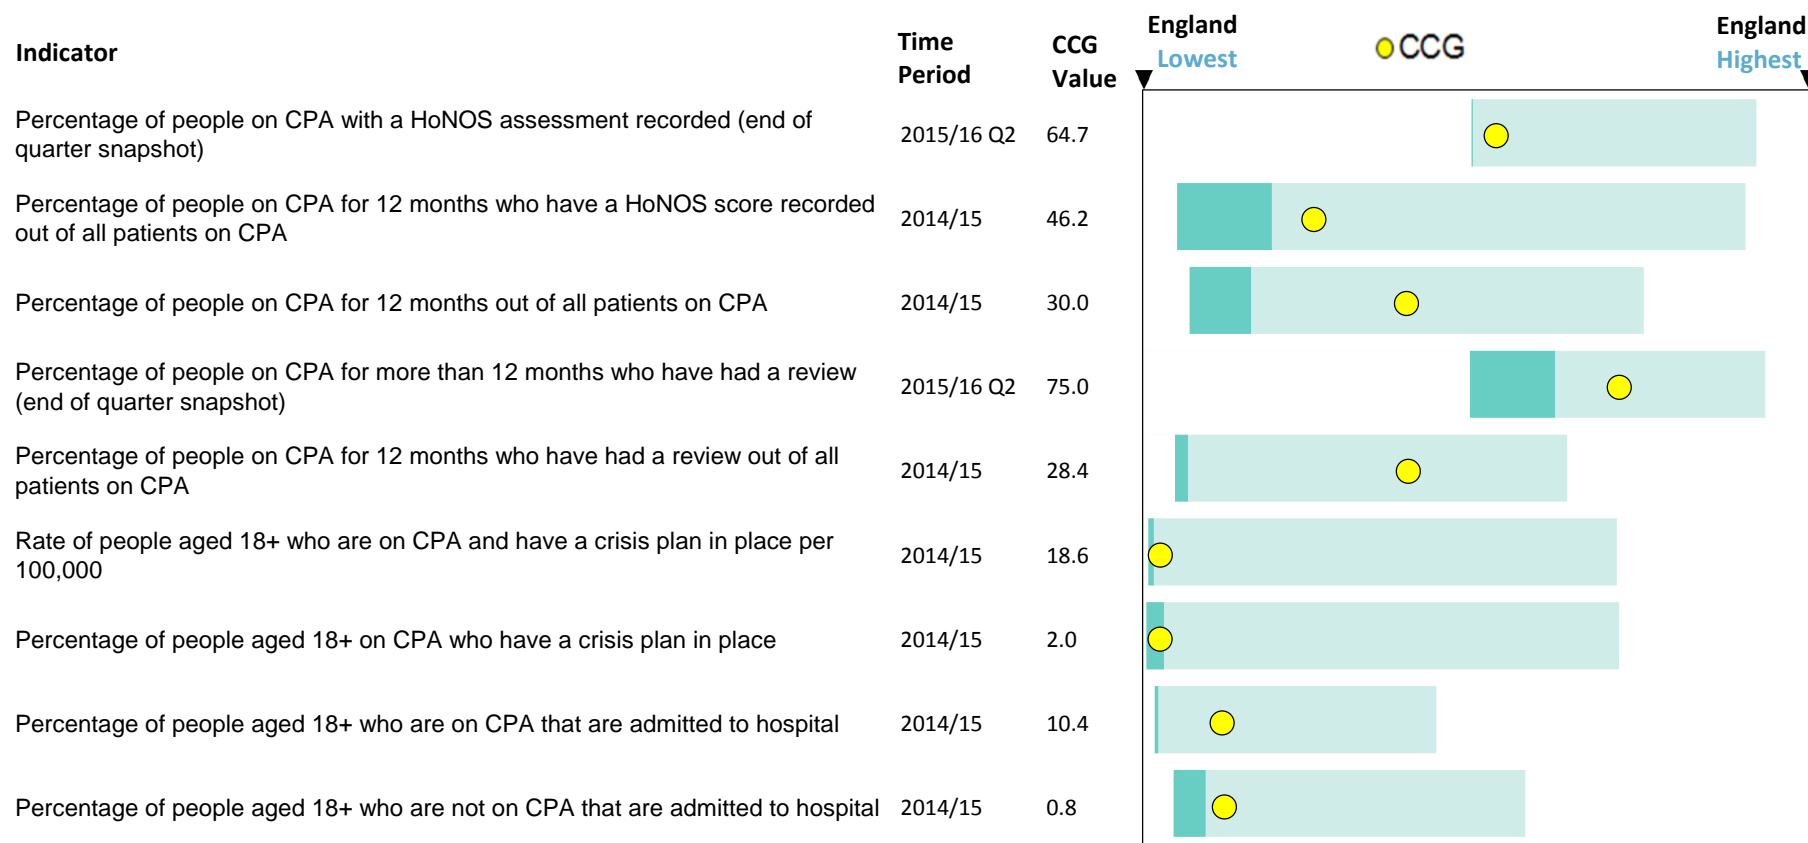 Indicator
Time
Period
CCG
Value
England
Lowest
CCG
England
Highest
Percentage of people on CPA with a HoNOS assessment recorded (end of
quarter snapshot)
2015/16 Q2
64.7
Percentage of people on CPA for 12 months who have a HoNOS score recorded
out of all patients on CPA
2014/15
46.2
Percentage of people on CPA for 12 months out of all patients on CPA
2014/15
30.0
Percentage of people on CPA for more than 12 months who have had a review
(end of quarter snapshot)
2015/16 Q2
75.0
Percentage of people on CPA for 12 months who have had a review out of all
patients on CPA
2014/15
28.4
Rate of people aged 18+ who are on CPA and have a crisis plan in place per
100,000
2014/15
18.6
Percentage of people aged 18+ on CPA who have a crisis plan in place
2014/15
2.0
Percentage of people aged 18+ who are on CPA that are admitted to hospital
2014/15
10.4
Percentage of people aged 18+ who are not on CPA that are admitted to hospital
2014/15
0.8